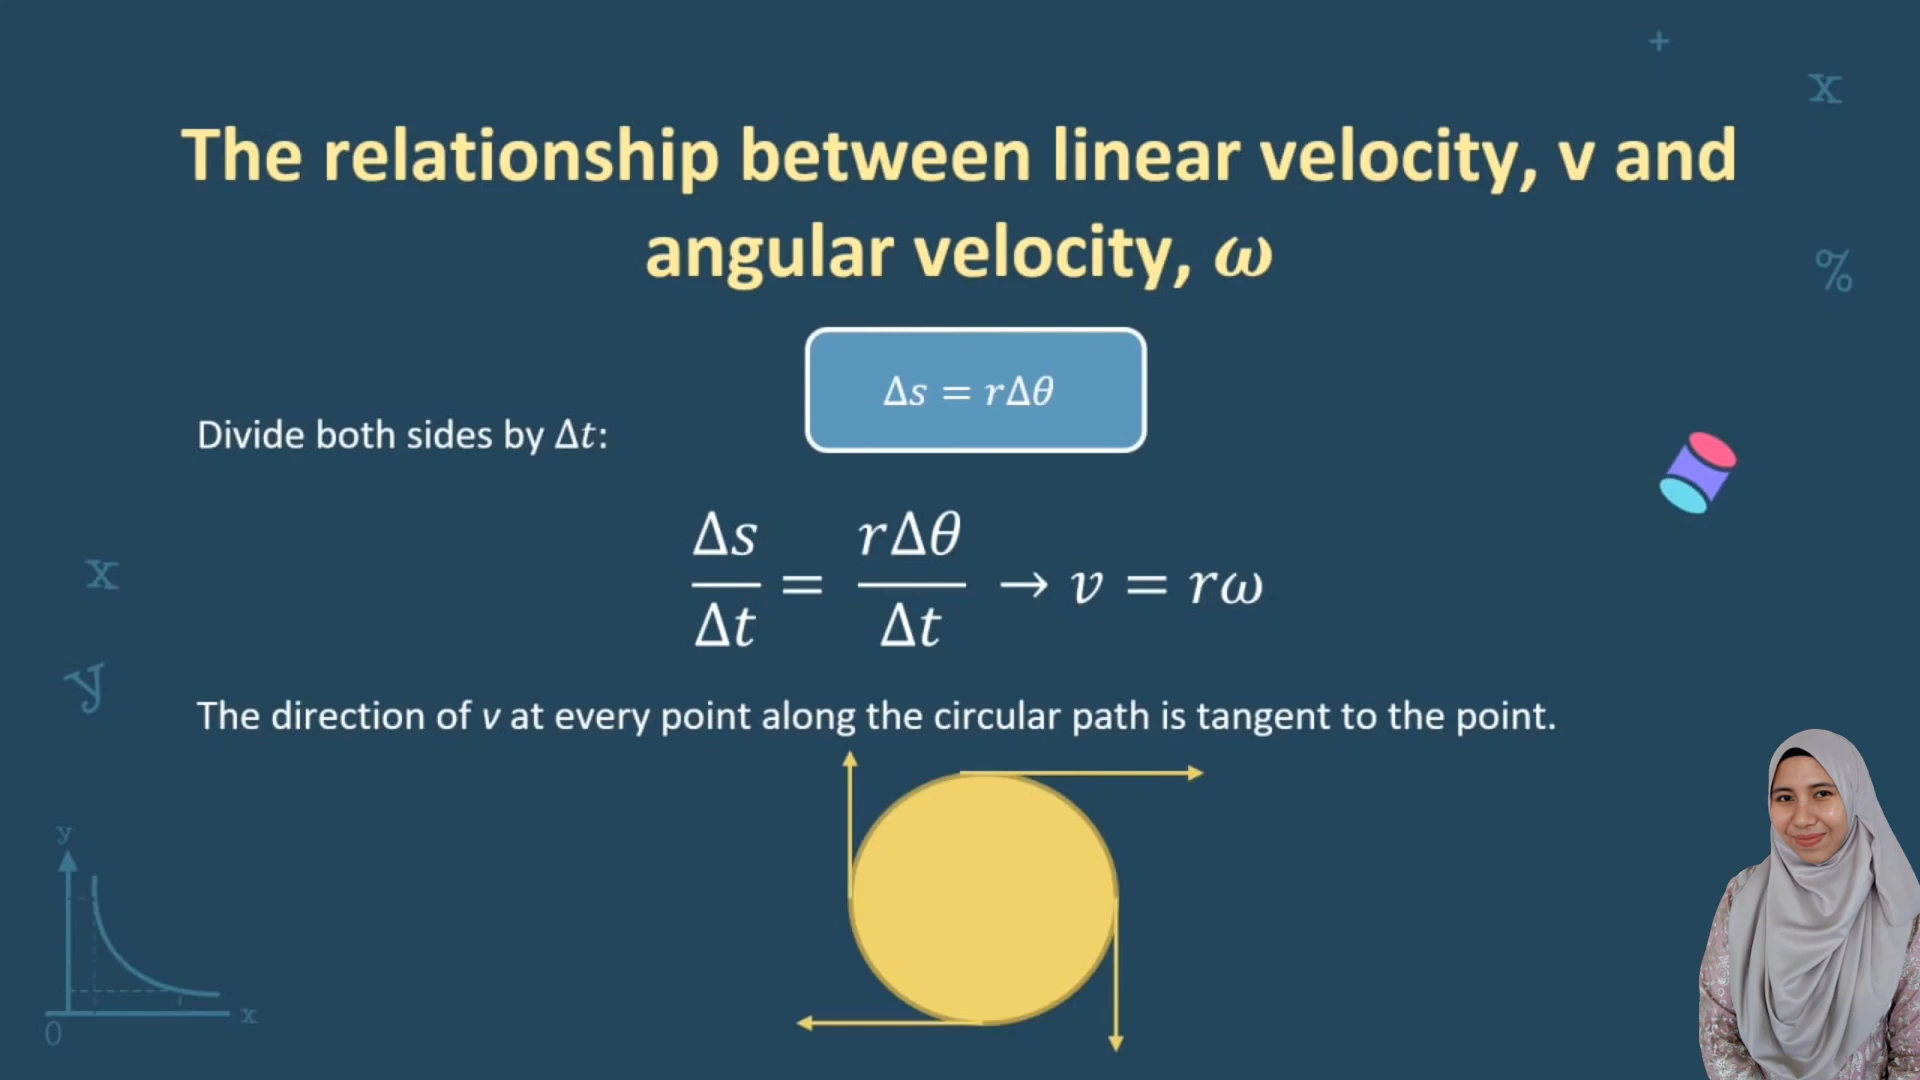 +
x
The relationship between linear velocity, v and
angular velocity, ω
%
Δs = rΔθ
Divide both sides by Δt:
Δs/Δt = rΔθ/Δt → v = rω
x
y
The direction of v at every point along the circular path is tangent to the point.
y
x
0